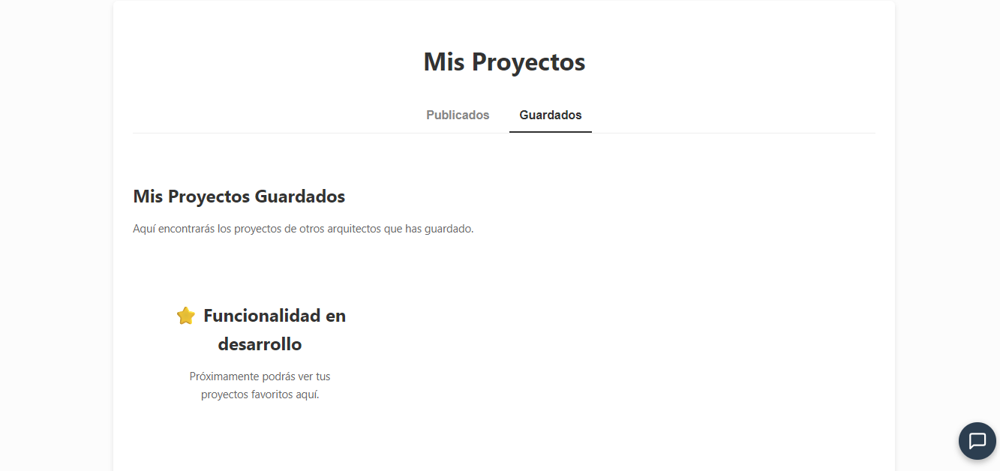 Mis Proyectos
Publicados Guardados
Mis Proyectos Guardados
Aquí encontrarás los proyectos de otros arquitectos que has guardado.
⭐ Funcionalidad en
desarrollo
Próximamente podrás ver tus
proyectos favoritos aquí.